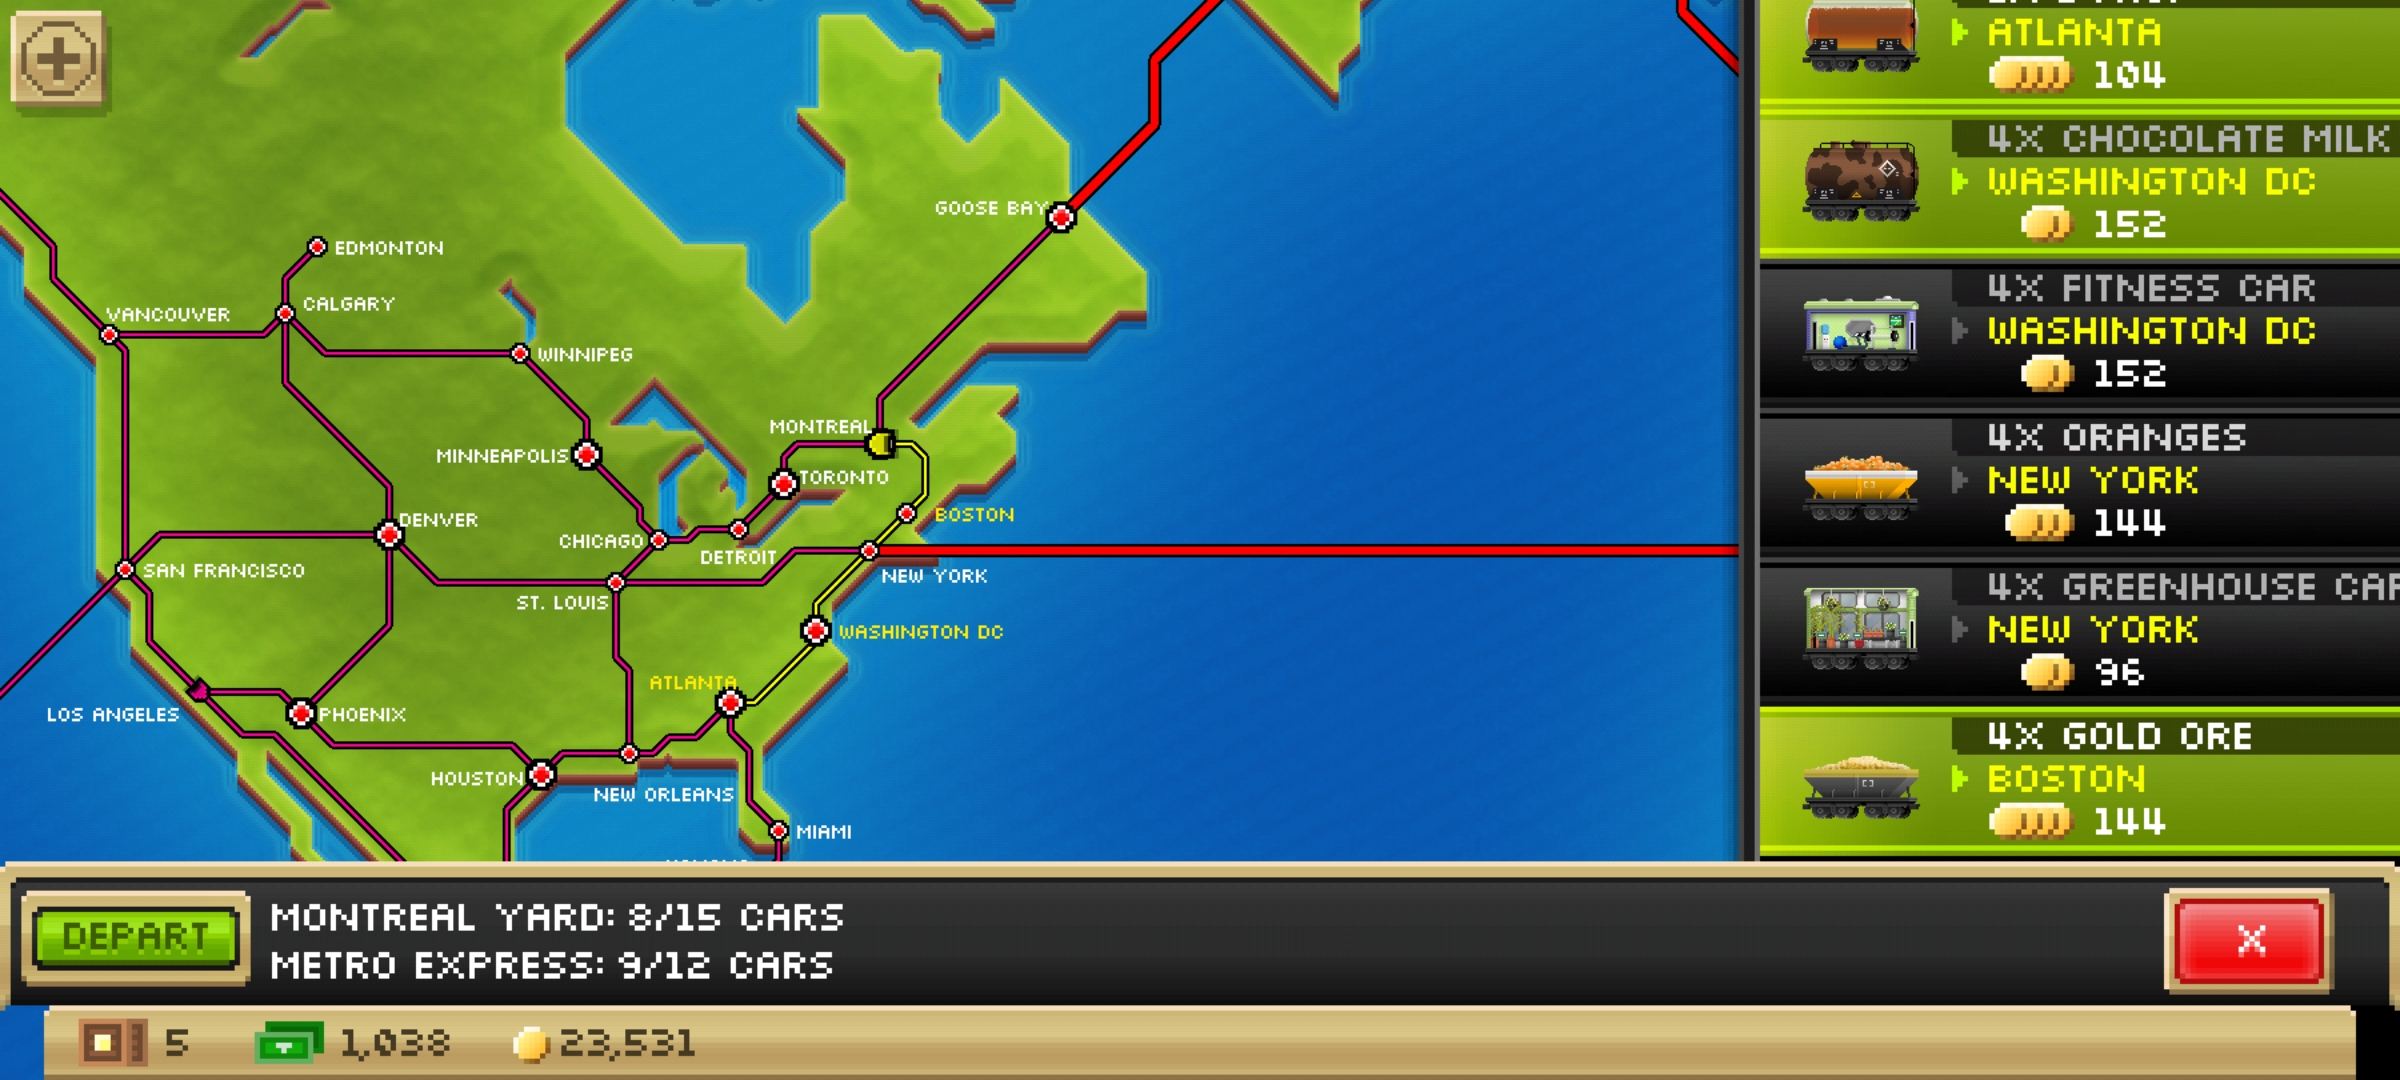 EDMONTON
VANCOUVER
CALGARY
WINNIPEG
GOOSE BAY
MINNEAPOLIS
MONTREAL
TORONTO
DENVER
CHICAGO
DETROIT
BOSTON
SAN FRANCISCO
NEW YORK
ST. LOUIS
WASHINGTON DC
ATLANTA
LOS ANGELES
PHOENIX
HOUSTON
NEW ORLEANS
MIAMI
ATLANTA
104
4X CHOCOLATE MILK
WASHINGTON DC
152
4X FITNESS CAR
WASHINGTON DC
152
4X ORANGES
NEW YORK
144
4X GREENHOUSE CAR
NEW YORK
96
4X GOLD ORE
BOSTON
144
DEPART
MONTREAL YARD: 8/15 CARS
METRO EXPRESS: 9/12 CARS
X
5
1,038
23,531